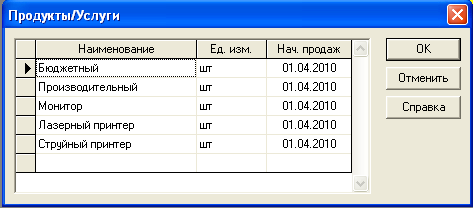 Продукты/Услуги
Наименование Ед. изм. Нач. продаж
Бюджетный шт 01.04.2010
Производительный шт 01.04.2010
Монитор шт 01.04.2010
Лазерный принтер шт 01.04.2010
Струйный принтер шт 01.04.2010
OK
Отменить
Справка